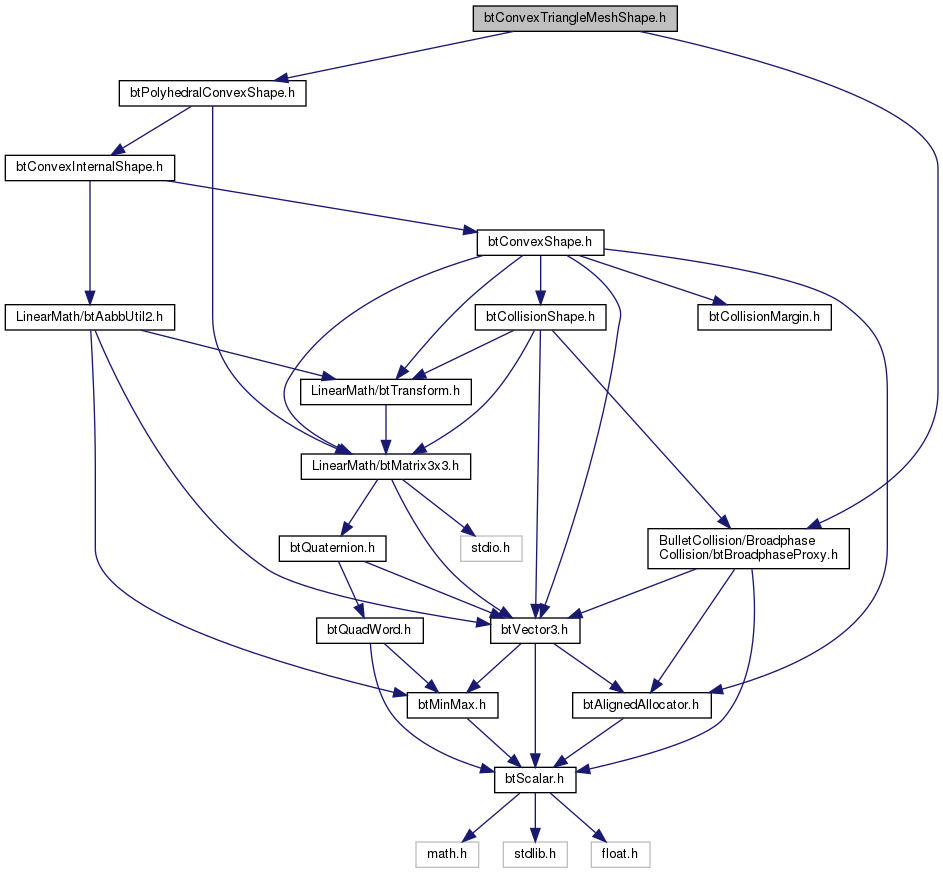 btConvexTriangleMeshShape.h
btPolyhedralConvexShape.h
btConvexInternalShape.h
btConvexShape.h
LinearMath/btAabbUtil2.h
btCollisionShape.h
btCollisionMargin.h
LinearMath/btTransform.h
LinearMath/btMatrix3x3.h
btQuaternion.h
stdio.h
BulletCollision/Broadphase
Collision/btBroadphaseProxy.h
btQuadWord.h
btVector3.h
btMinMax.h
btAlignedAllocator.h
btScalar.h
math.h
stdlib.h
float.h